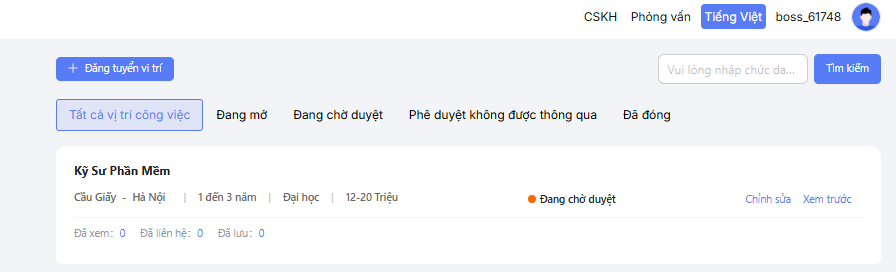 CSKH Phỏng vấn Tiếng Việt boss_61748
+ Đăng tuyển vị trí Vui lòng nhập chức da... Tìm kiếm
Tất cả vị trí công việc Đang mở Đang chờ duyệt Phê duyệt không được thông qua Đã đóng
Kỹ Sư Phần Mềm
Cầu Giấy - Hà Nội | 1 đến 3 năm | Đại học | 12-20 Triệu Đang chờ duyệt Chỉnh sửa Xem trước
Đã xem: 0 Đã liên hệ: 0 Đã lưu: 0